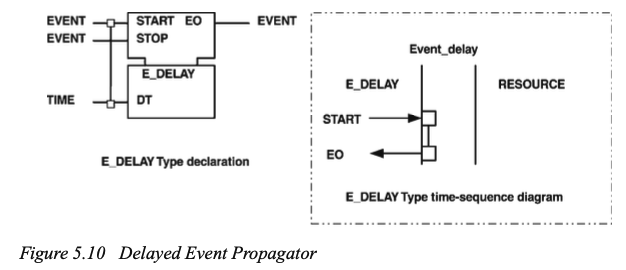 EVENT START EO EVENT
EVENT STOP
E_DELAY
TIME DT
E_DELAY Type declaration
Event_delay
E_DELAY RESOURCE
START
EO
E_DELAY Type time-sequence diagram
Figure 5.10 Delayed Event Propagator